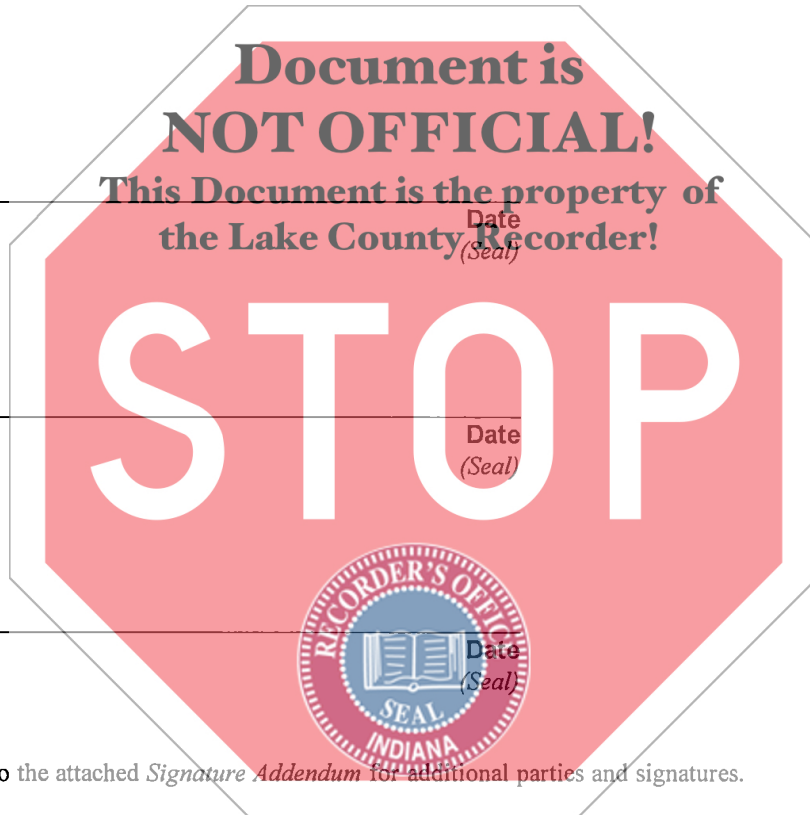 Document is
NOT OFFICIAL!
This Document is the property of
Date
the Lake County Recorder!
(Seal)
STOP
Date
(Seal)
RECORDER'S OFFICE
Date
(Seal)
SEAL
INDIANA
the attached Signature Addendum for additional parties and signatures.